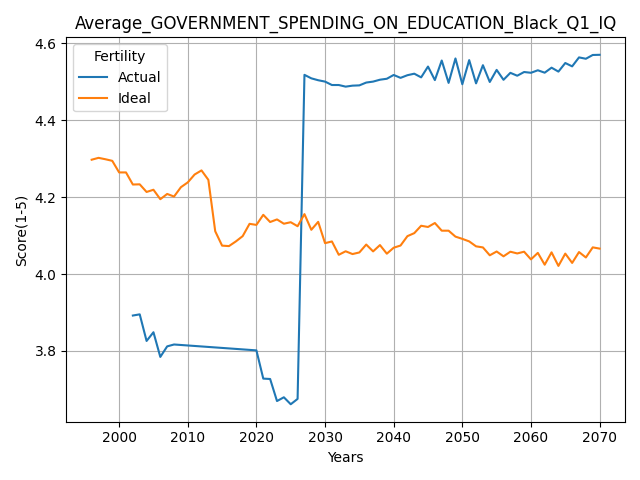 Average_GOVERNMENT_SPENDING_ON_EDUCATION_Black_Q1_IQ
Fertility
Actual
Ideal
Score(1-5)
4.6
4.4
4.2
4.0
3.8
2000 2010 2020 2030 2040 2050 2060 2070
Years